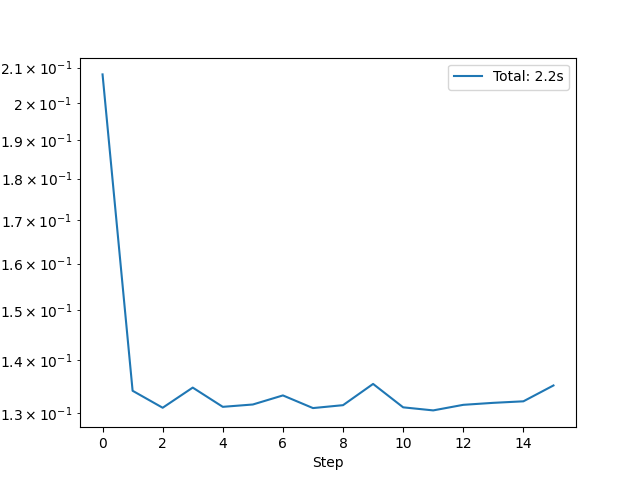 Total: 2.2s
2.1 × 10⁻¹
2 × 10⁻¹
1.9 × 10⁻¹
1.8 × 10⁻¹
1.7 × 10⁻¹
1.6 × 10⁻¹
1.5 × 10⁻¹
1.4 × 10⁻¹
1.3 × 10⁻¹
0 2 4 6 8 10 12 14
Step